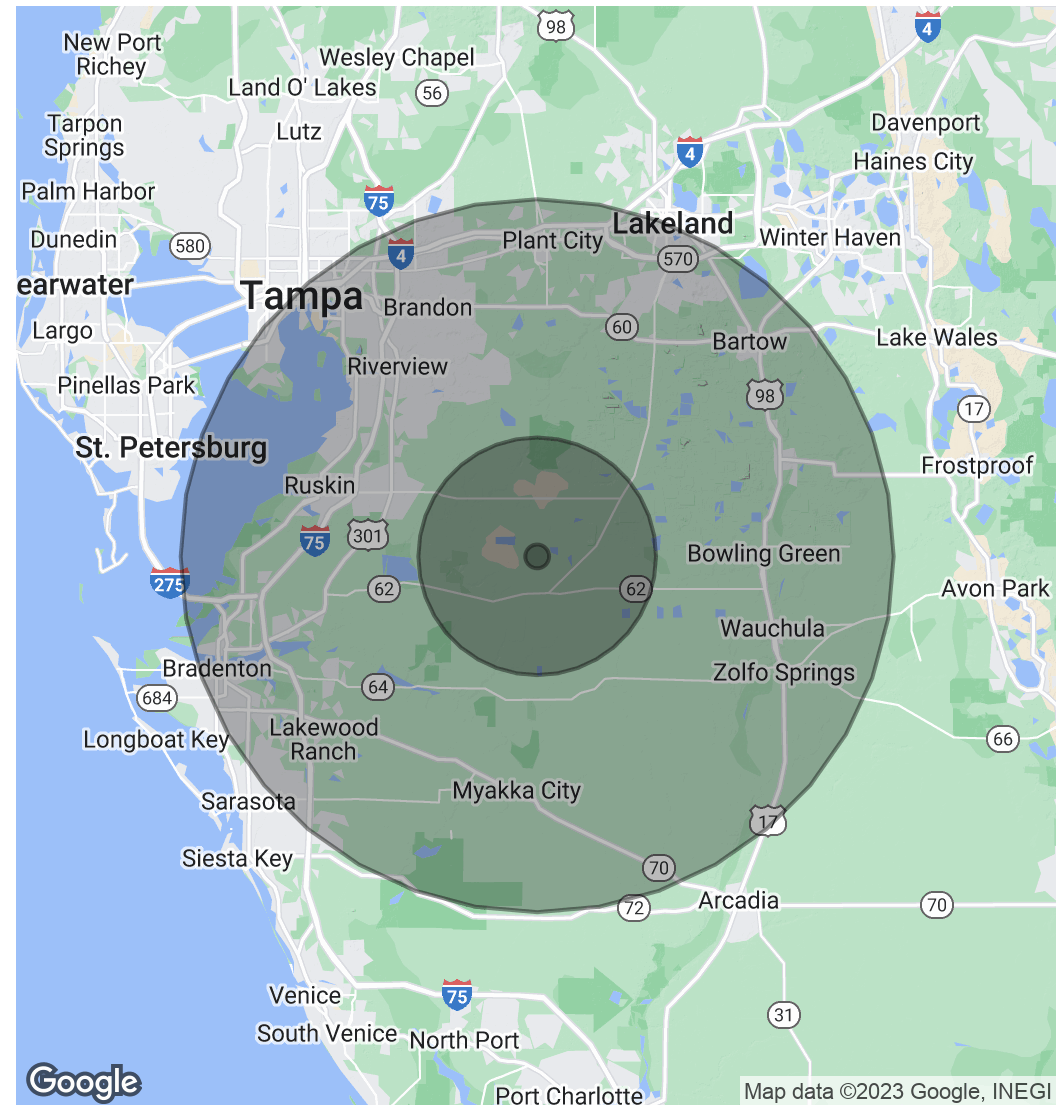 98
4
New Port
Richey
Wesley Chapel
Land O' Lakes
56
Lutz
Tarpon
Springs
Davenport
4
Haines City
Palm Harbor
75
Dunedin
580
Plant City
Lakeland
Winter Haven
4
570
earwater
Tampa
Brandon
Largo
60
Bartow
Lake Wales
Riverview
Pinellas Park
98
17
St. Petersburg
Frostproof
Ruskin
75
301
Bowling Green
275
62
62
Avon Park
Wauchula
Bradenton
Zolfo Springs
684
64
Longboat Key
Lakewood
Ranch
66
Myakka City
Sarasota
17
Siesta Key
70
Arcadia
72
70
Venice
75
31
South Venice
North Port
Google
Port Charlotte
Map data ©2023 Google, INEGI